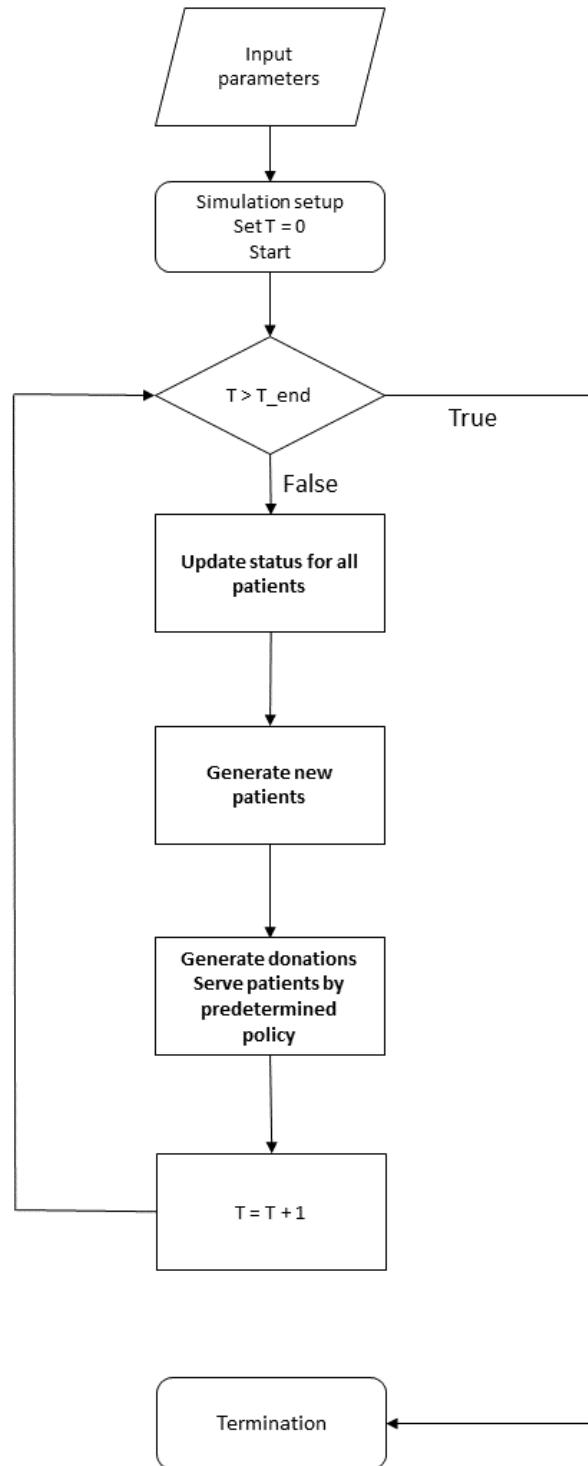 Input
parameters
Simulation setup
Set T = 0
Start
T > T_end
True
False
Update status for all
patients
Generate new
patients
Generate donations
Serve patients by
predetermined
policy
T = T + 1
Termination